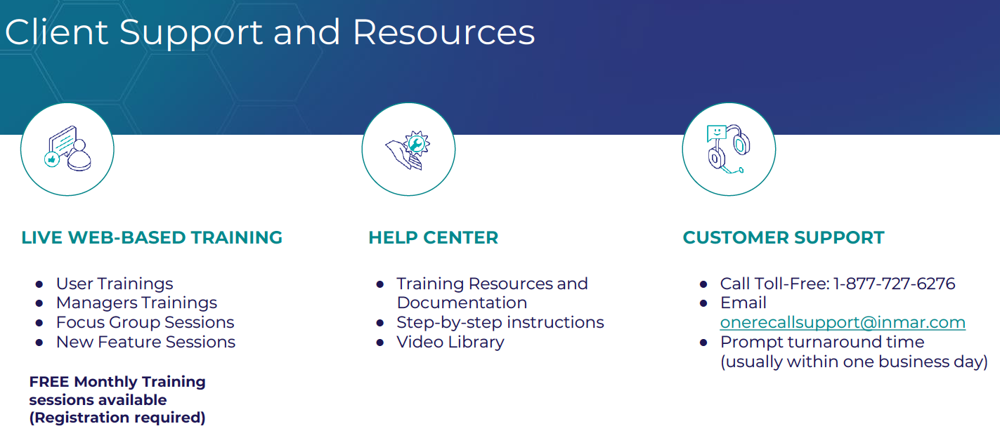 Client Support and Resources
LIVE WEB-BASED TRAINING
● User Trainings
● Managers Trainings
● Focus Group Sessions
● New Feature Sessions
FREE Monthly Training
sessions available
(Registration required)
HELP CENTER
● Training Resources and
Documentation
● Step-by-step instructions
● Video Library
CUSTOMER SUPPORT
● Call Toll-Free: 1-877-727-6276
● Email
onerecallsupport@inmar.com
● Prompt turnaround time
(usually within one business day)